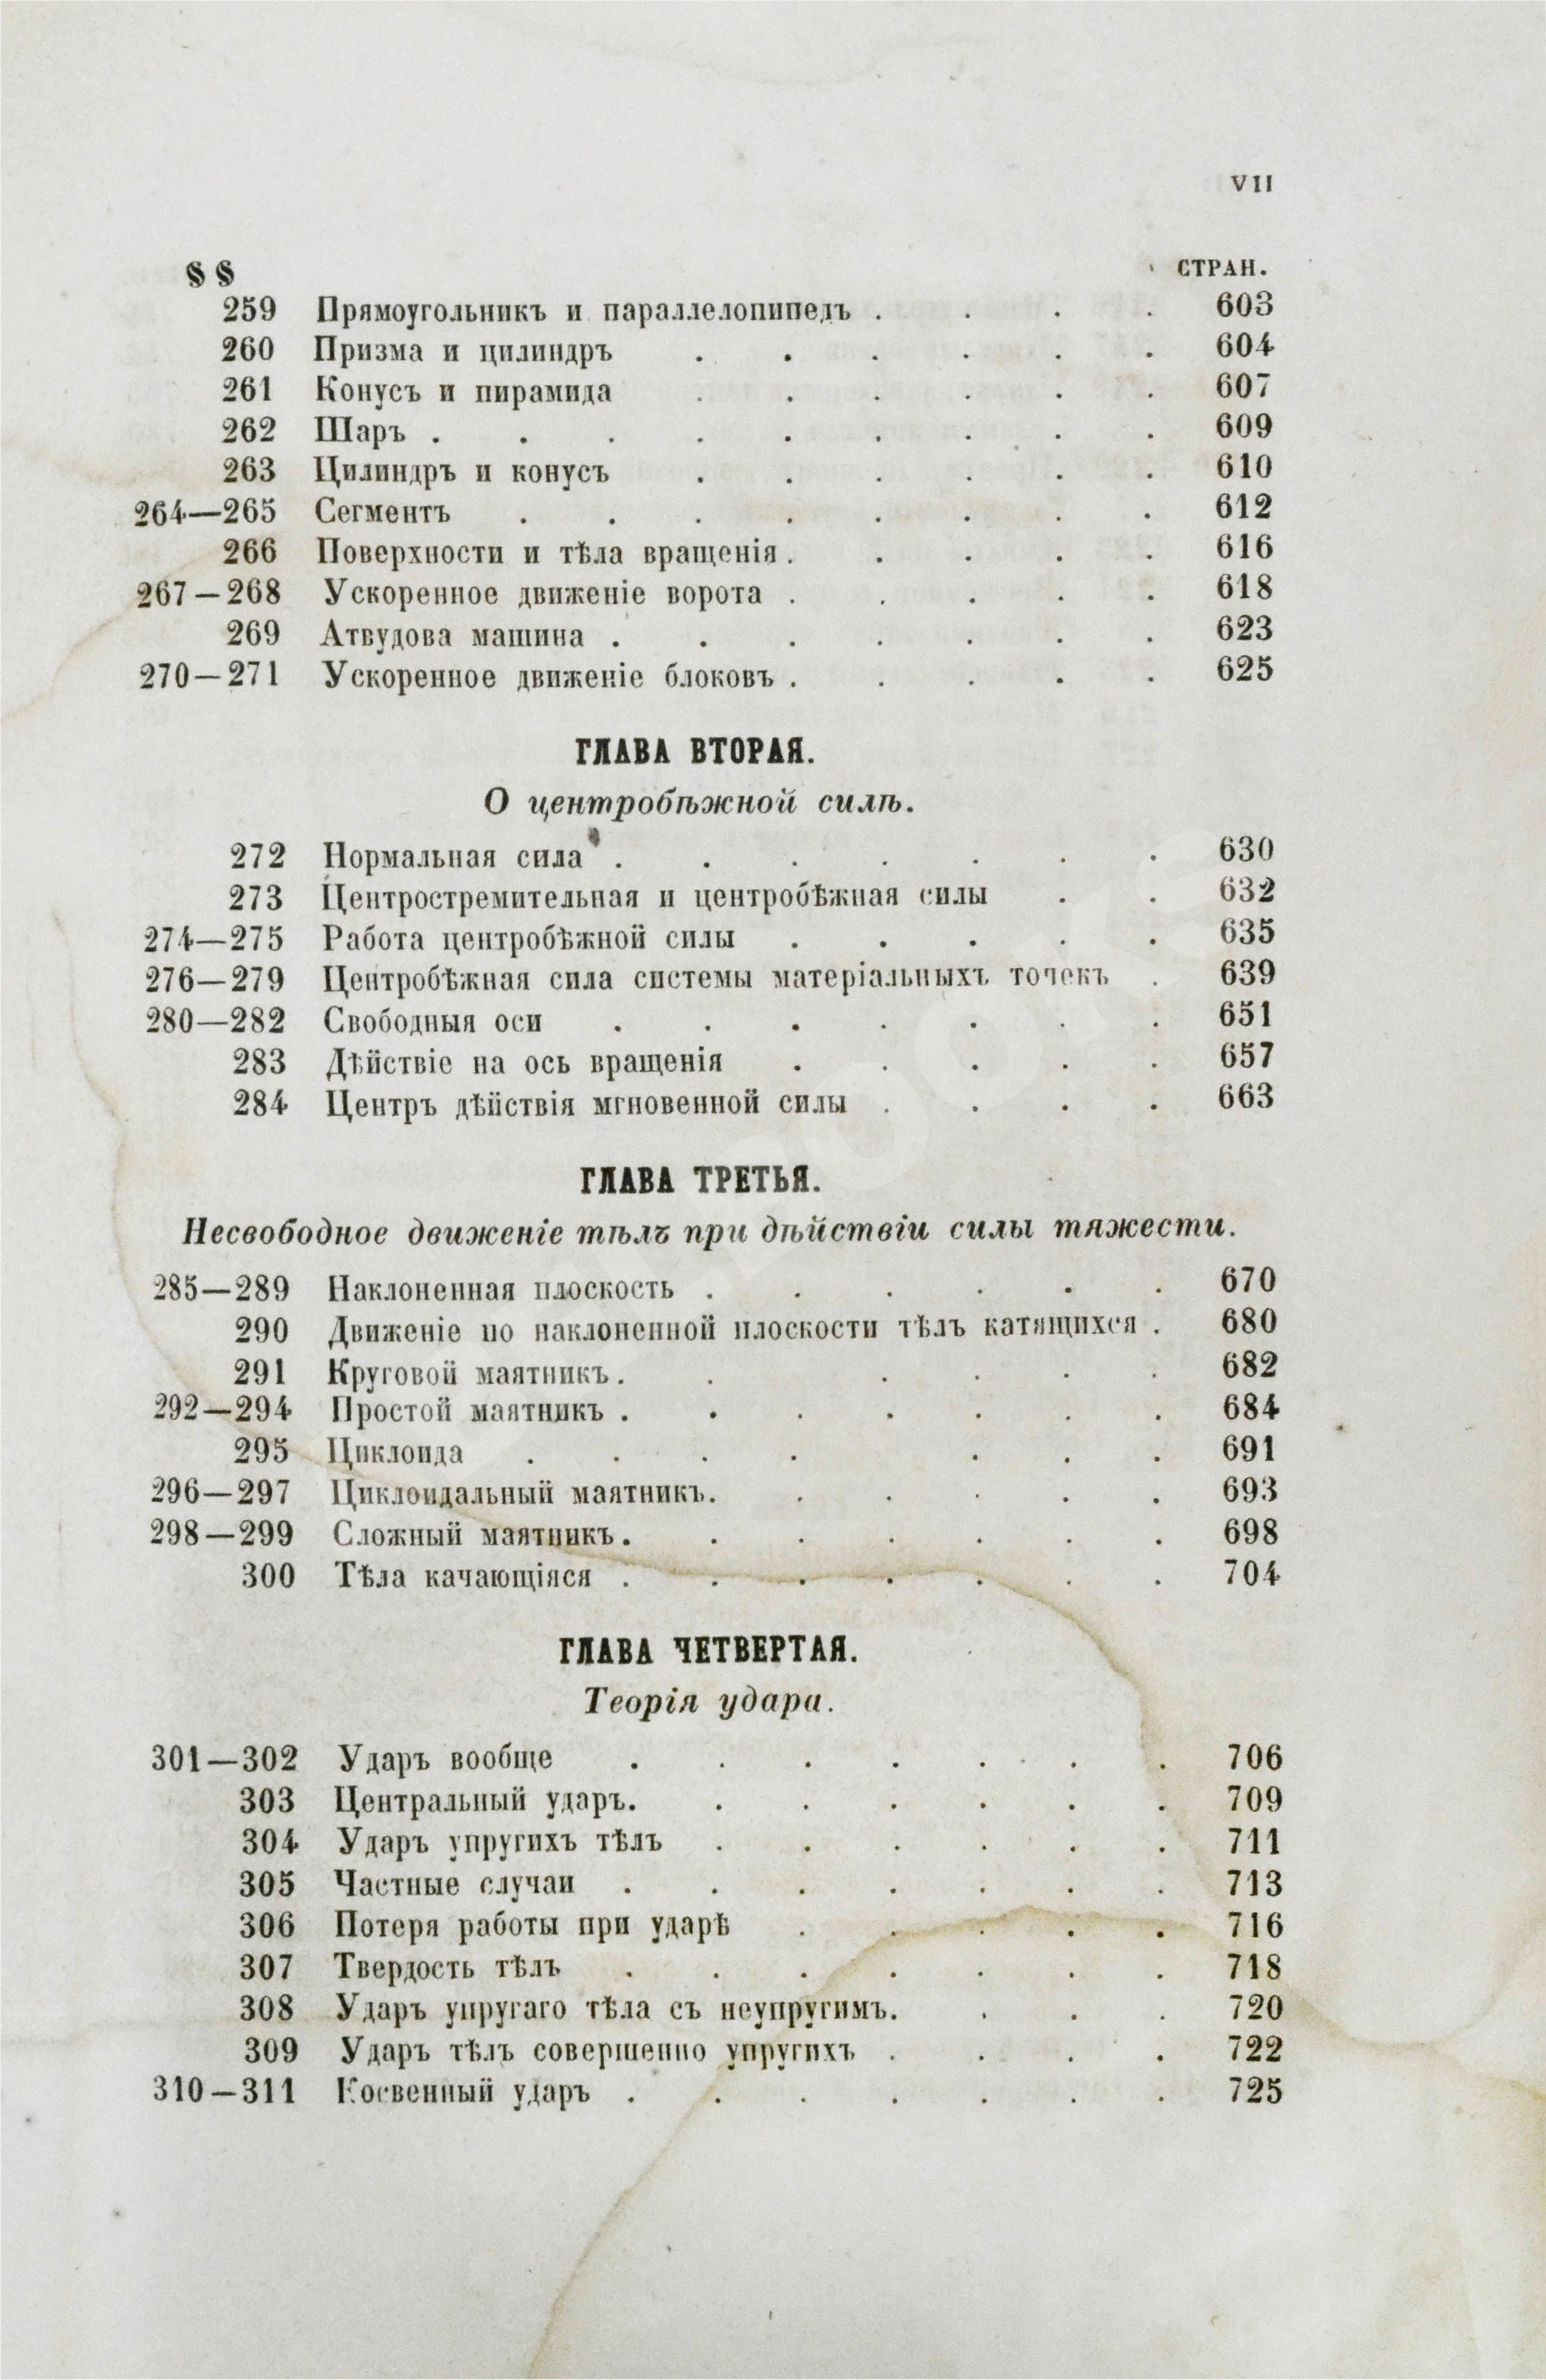 VII
§§ СТРАН.
259 Прямоугольникъ и параллелопипедъ . . . . 603
260 Призма и цилиндръ . . . . . . 604
261 Конусъ и пирамида . . . . . . 607
262 Шаръ . . . . . . . . . 609
263 Цилиндръ и конусъ . . . . . . 610
264—265 Сегментъ . . . . . . . . 612
266 Поверхности и тѣла вращенія . . . . . 616
267—268 Ускоренное движеніе ворота . . . . . 618
269 Атвудова машина . . . . . . . 623
270—271 Ускоренное движеніе блоковъ . . . . . 625
ГЛАВА ВТОРАЯ.
О центробѣжной силѣ.
272 Нормальная сила . . . . . . . 630
273 Центростремительная и центробѣжная силы . . 632
274—275 Работа центробѣжной силы . . . . . 635
276—279 Центробѣжная сила системы матеріальныхъ точекъ . 639
280—282 Свободныя оси . . . . . . . 651
283 Дѣйствіе на ось вращенія . . . . . 657
284 Центръ дѣйствія мгновенной силы . . . . 663
ГЛАВА ТРЕТЬЯ.
Несвободное движеніе тѣлъ при дѣйствіи силы тяжести.
285—289 Наклоненная плоскость . . . . . . 670
290 Движеніе по наклоненной плоскости тѣлъ катящихся . 680
291 Круговой маятникъ . . . . . . 682
292—294 Простой маятникъ . . . . . . . 684
295 Циклоида . . . . . . . 691
296—297 Циклоидальный маятникъ. . . . . . 693
298—299 Сложный маятникъ . . . . . . . 698
300 Тѣла качающіяся . . . . . . . 704
ГЛАВА ЧЕТВЕРТАЯ.
Теорія удара.
301—302 Ударъ вообще . . . . . . . 706
303 Центральный ударъ. . . . . . . 709
304 Ударъ упругихъ тѣлъ . . . . . . 711
305 Частные случаи . . . . . . . 713
306 Потеря работы при ударѣ . . . . . 716
307 Твердость тѣлъ . . . . . . . 718
308 Ударъ упругаго тѣла съ неупругимъ. . . . 720
309 Ударъ тѣлъ совершенно упругихъ . . . . 722
310—311 Косвенный ударъ . . . . . . . 725